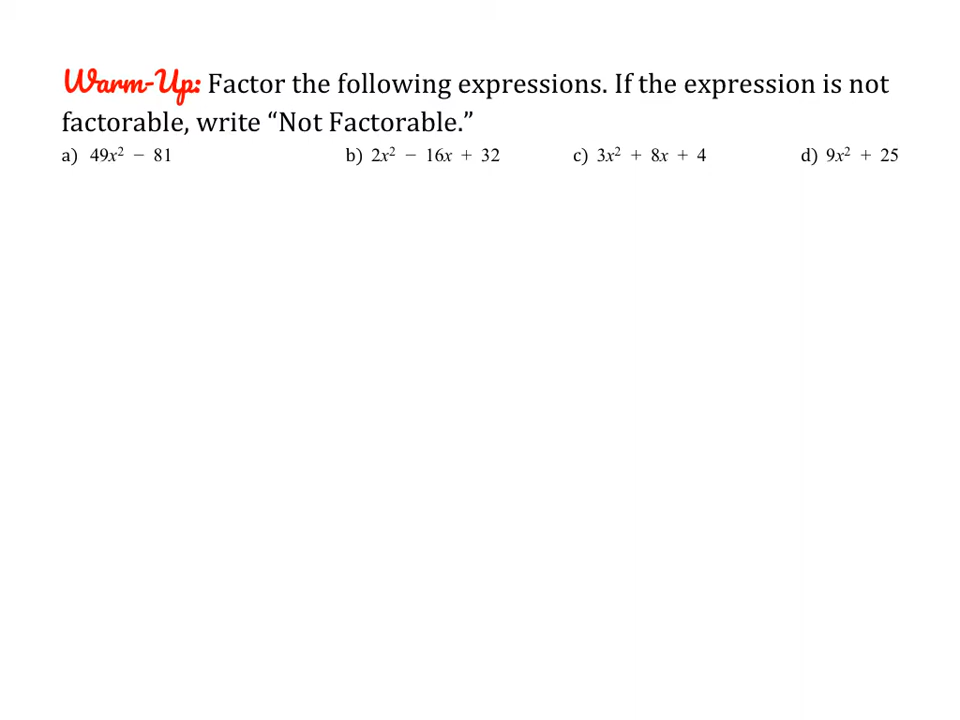 Warm-Up: Factor the following expressions. If the expression is not
factorable, write “Not Factorable.”
a) 49x² − 81 b) 2x² − 16x + 32 c) 3x² + 8x + 4 d) 9x² + 25